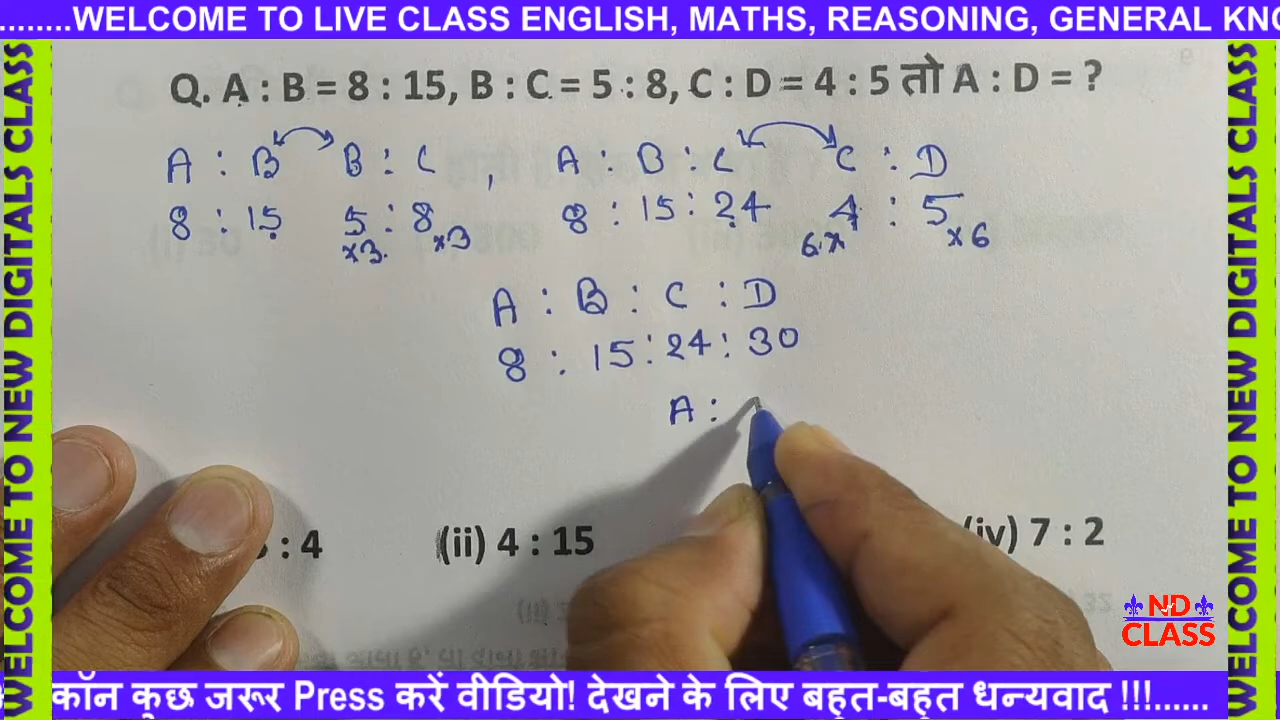 .........WELCOME TO LIVE CLASS ENGLISH, MATHS, REASONING, GENERAL KNO
WELCOME TO NEW DIGITALS CLASS
WELCOME TO NEW DIGITALS CLASS
Q. A : B = 8 : 15, B : C = 5 : 8, C : D = 4 : 5 तो A : D = ?
A : B B : C , A : B : C C : D
8 : 15 5 : 8 8 : 15 : 24 4 : 5
×3 ×3 6× ×6
A : B : C : D
8 : 15 : 24 : 30
A :
: 4 (ii) 4 : 15 (iv) 7 : 2
ND
CLASS
कॉन कुछ जरूर Press करें वीडियो! देखने के लिए बहुत-बहुत धन्यवाद !!!......